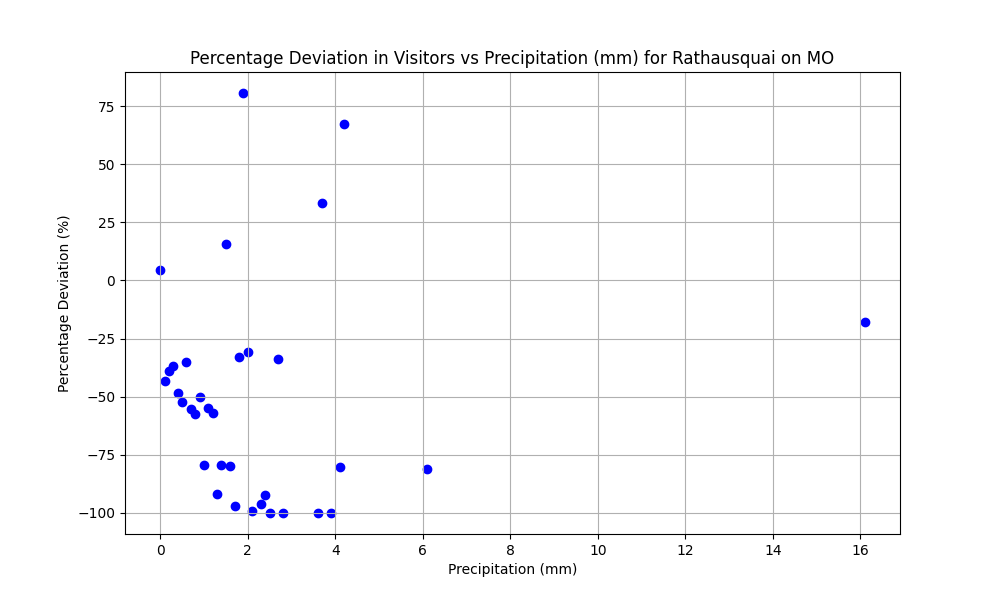 Percentage Deviation in Visitors vs Precipitation (mm) for Rathausquai on MO
75
50
25
0
−25
−50
−75
−100
Percentage Deviation (%)
0 2 4 6 8 10 12 14 16
Precipitation (mm)